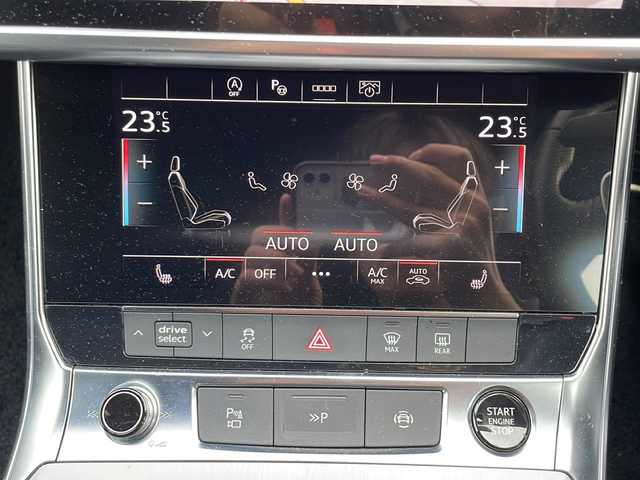 A
OFF
P
23.5 °C
23.5 °C
+
+
−
−
AUTO AUTO
A/C OFF ••• A/C MAX AUTO
drive select
OFF
MAX
REAR
P
>>P
START
ENGINE
STOP